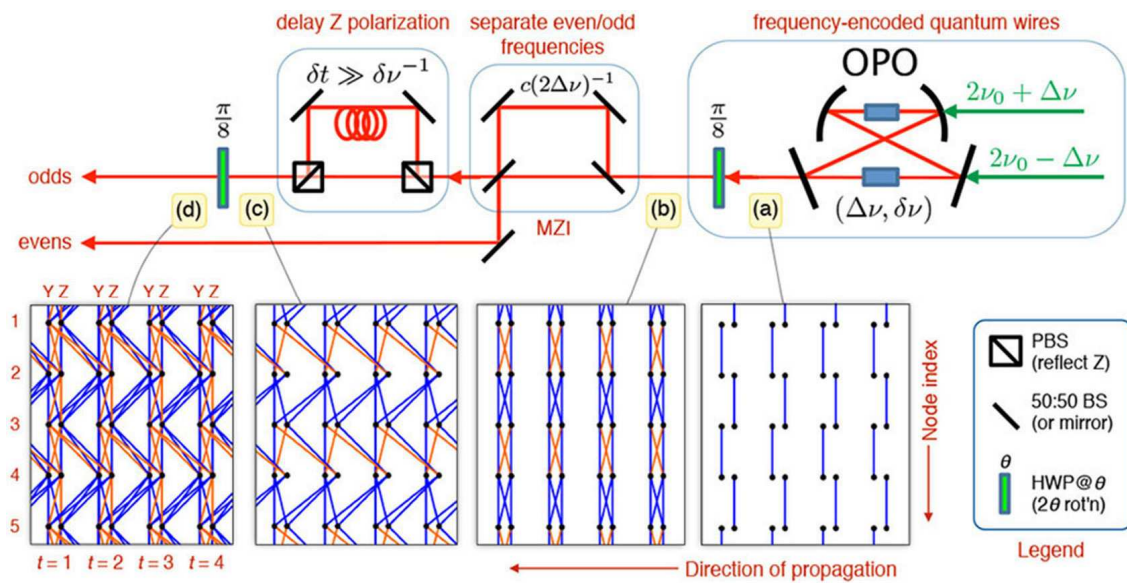 delay Z polarization
separate even/odd
frequencies
frequency-encoded quantum wires
δt ≫ δν⁻¹
c(2Δν)⁻¹
OPO
2ν₀ + Δν
2ν₀ − Δν
(Δν, δν)
π/8
π/8
odds
evens
MZI
(d)
(c)
(b)
(a)
Y Z Y Z Y Z Y Z
1
2
3
4
5
t = 1 t = 2 t = 3 t = 4
Direction of propagation
Node index
PBS
(reflect Z)
50:50 BS
(or mirror)
θ
HWP@θ
(2θ rot'n)
Legend